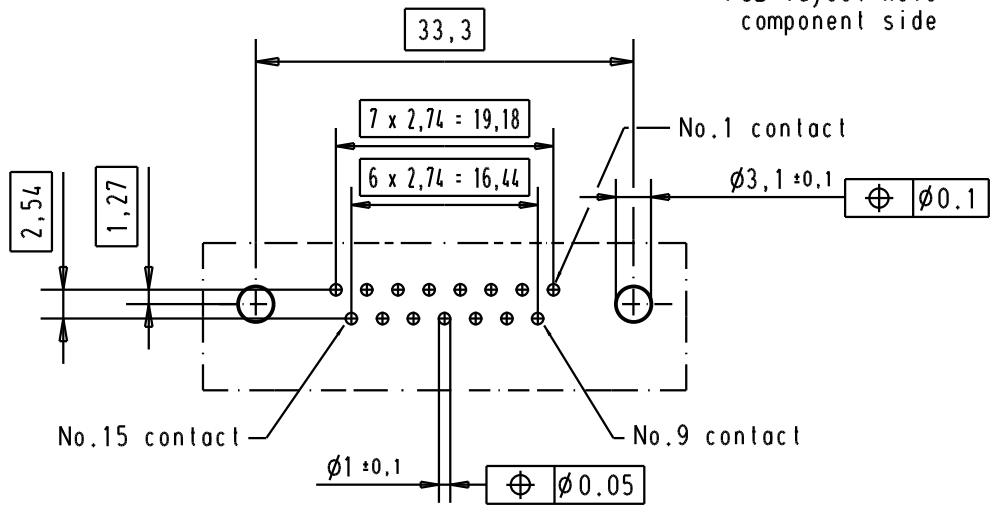 component side
33,3
7 x 2,74 = 19,18
No.1 contact
6 x 2,74 = 16,44
Ø3,1 ±0,1
Ø0.1
2,54
1,27
No.15 contact
No.9 contact
Ø1 ±0,1
Ø0.05